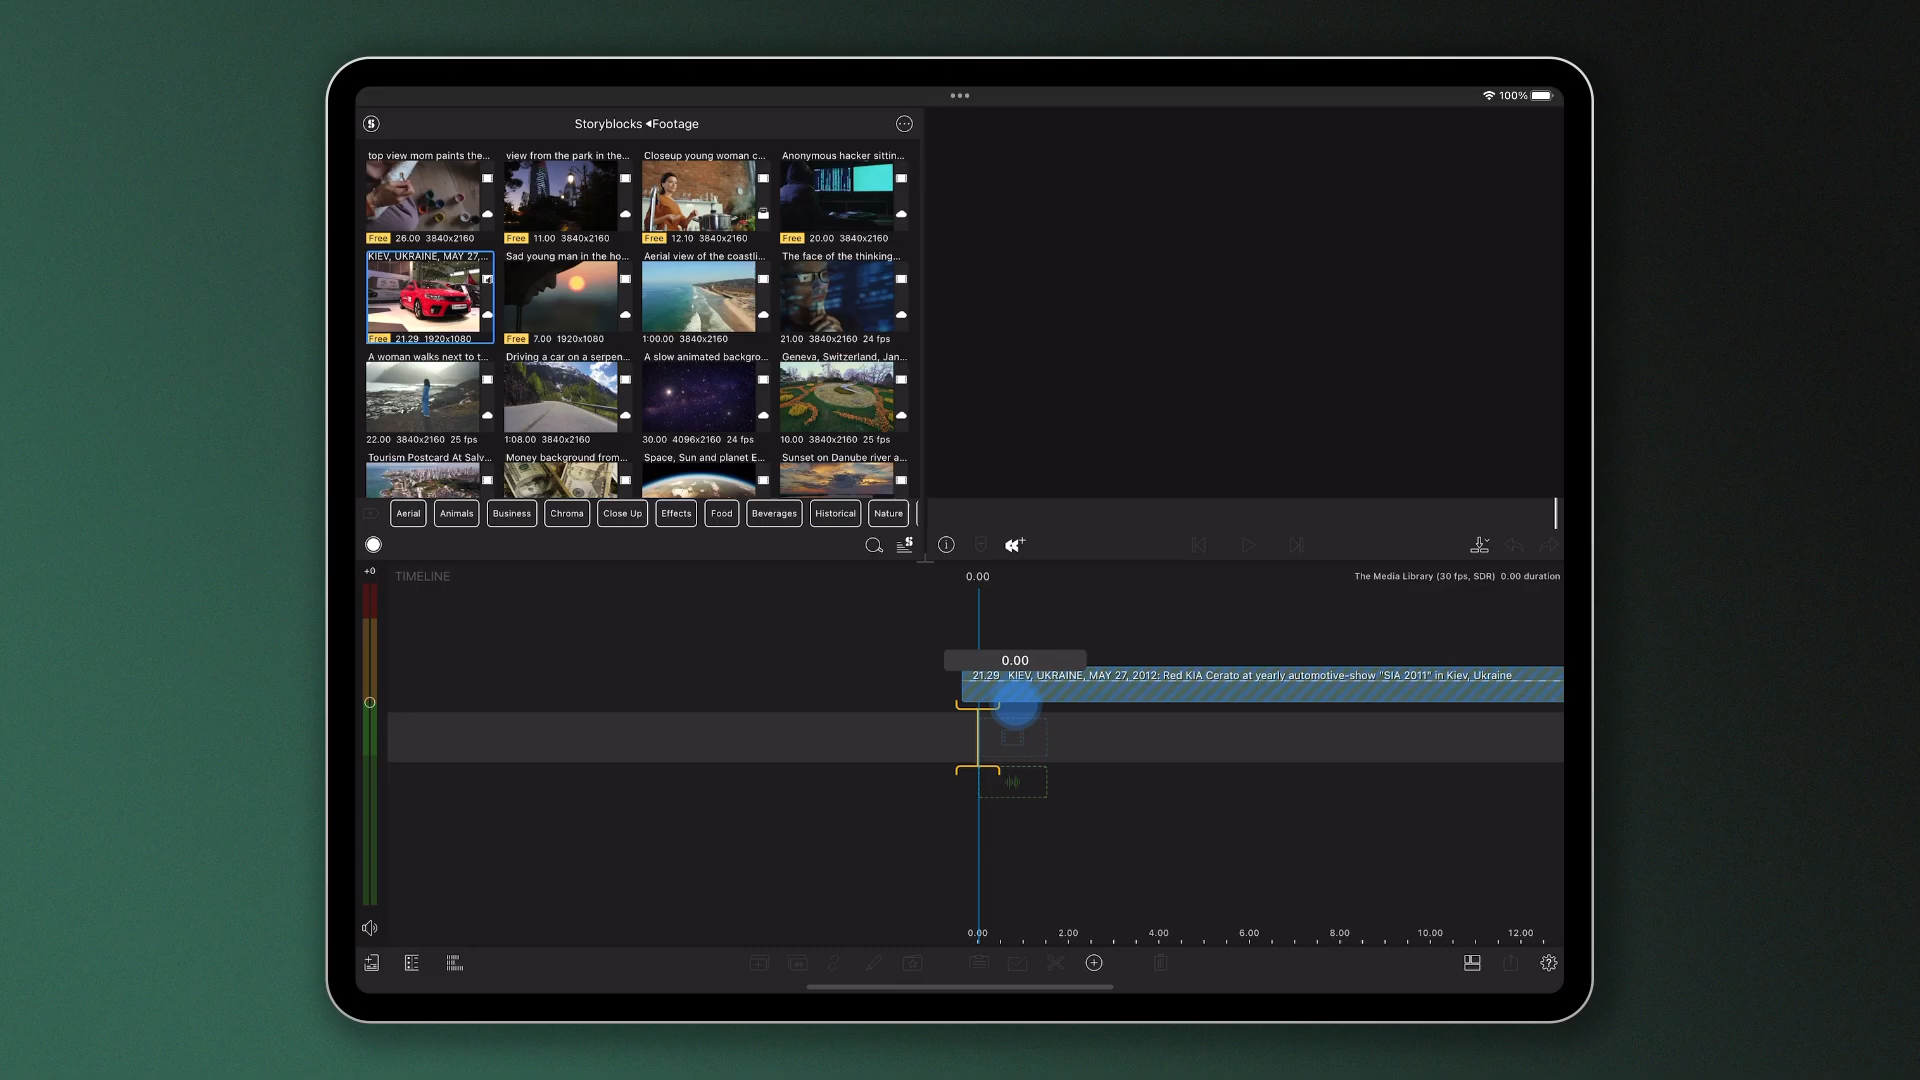 100%
Storyblocks ◂Footage
top view mom paints the...
view from the park in the...
Closeup young woman c...
Anonymous hacker sittin...
Free 26.00 3840x2160
Free 11.00 3840x2160
Free 12.10 3840x2160
Free 20.00 3840x2160
KIEV, UKRAINE, MAY 27,...
Sad young man in the ho...
Aerial view of the coastli...
The face of the thinking...
Free 21.29 1920x1080
Free 7.00 1920x1080
1:00.00 3840x2160
21.00 3840x2160 24 fps
A woman walks next to t...
Driving a car on a serpen...
A slow animated backgro...
Geneva, Switzerland, Jan...
22.00 3840x2160 25 fps
1:08.00 3840x2160
30.00 4096x2160 24 fps
10.00 3840x2160 25 fps
Tourism Postcard At Salv...
Money background from...
Space, Sun and planet E...
Sunset on Danube river a...
Aerial
Animals
Business
Chroma
Close Up
Effects
Food
Beverages
Historical
Nature
+0
TIMELINE
0.00
The Media Library (30 fps, SDR) 0.00 duration
0.00
21.29 KIEV, UKRAINE, MAY 27, 2012: Red KIA Cerato at yearly automotive-show "SIA 2011" in Kiev, Ukraine
0.00
2.00
4.00
6.00
8.00
10.00
12.00